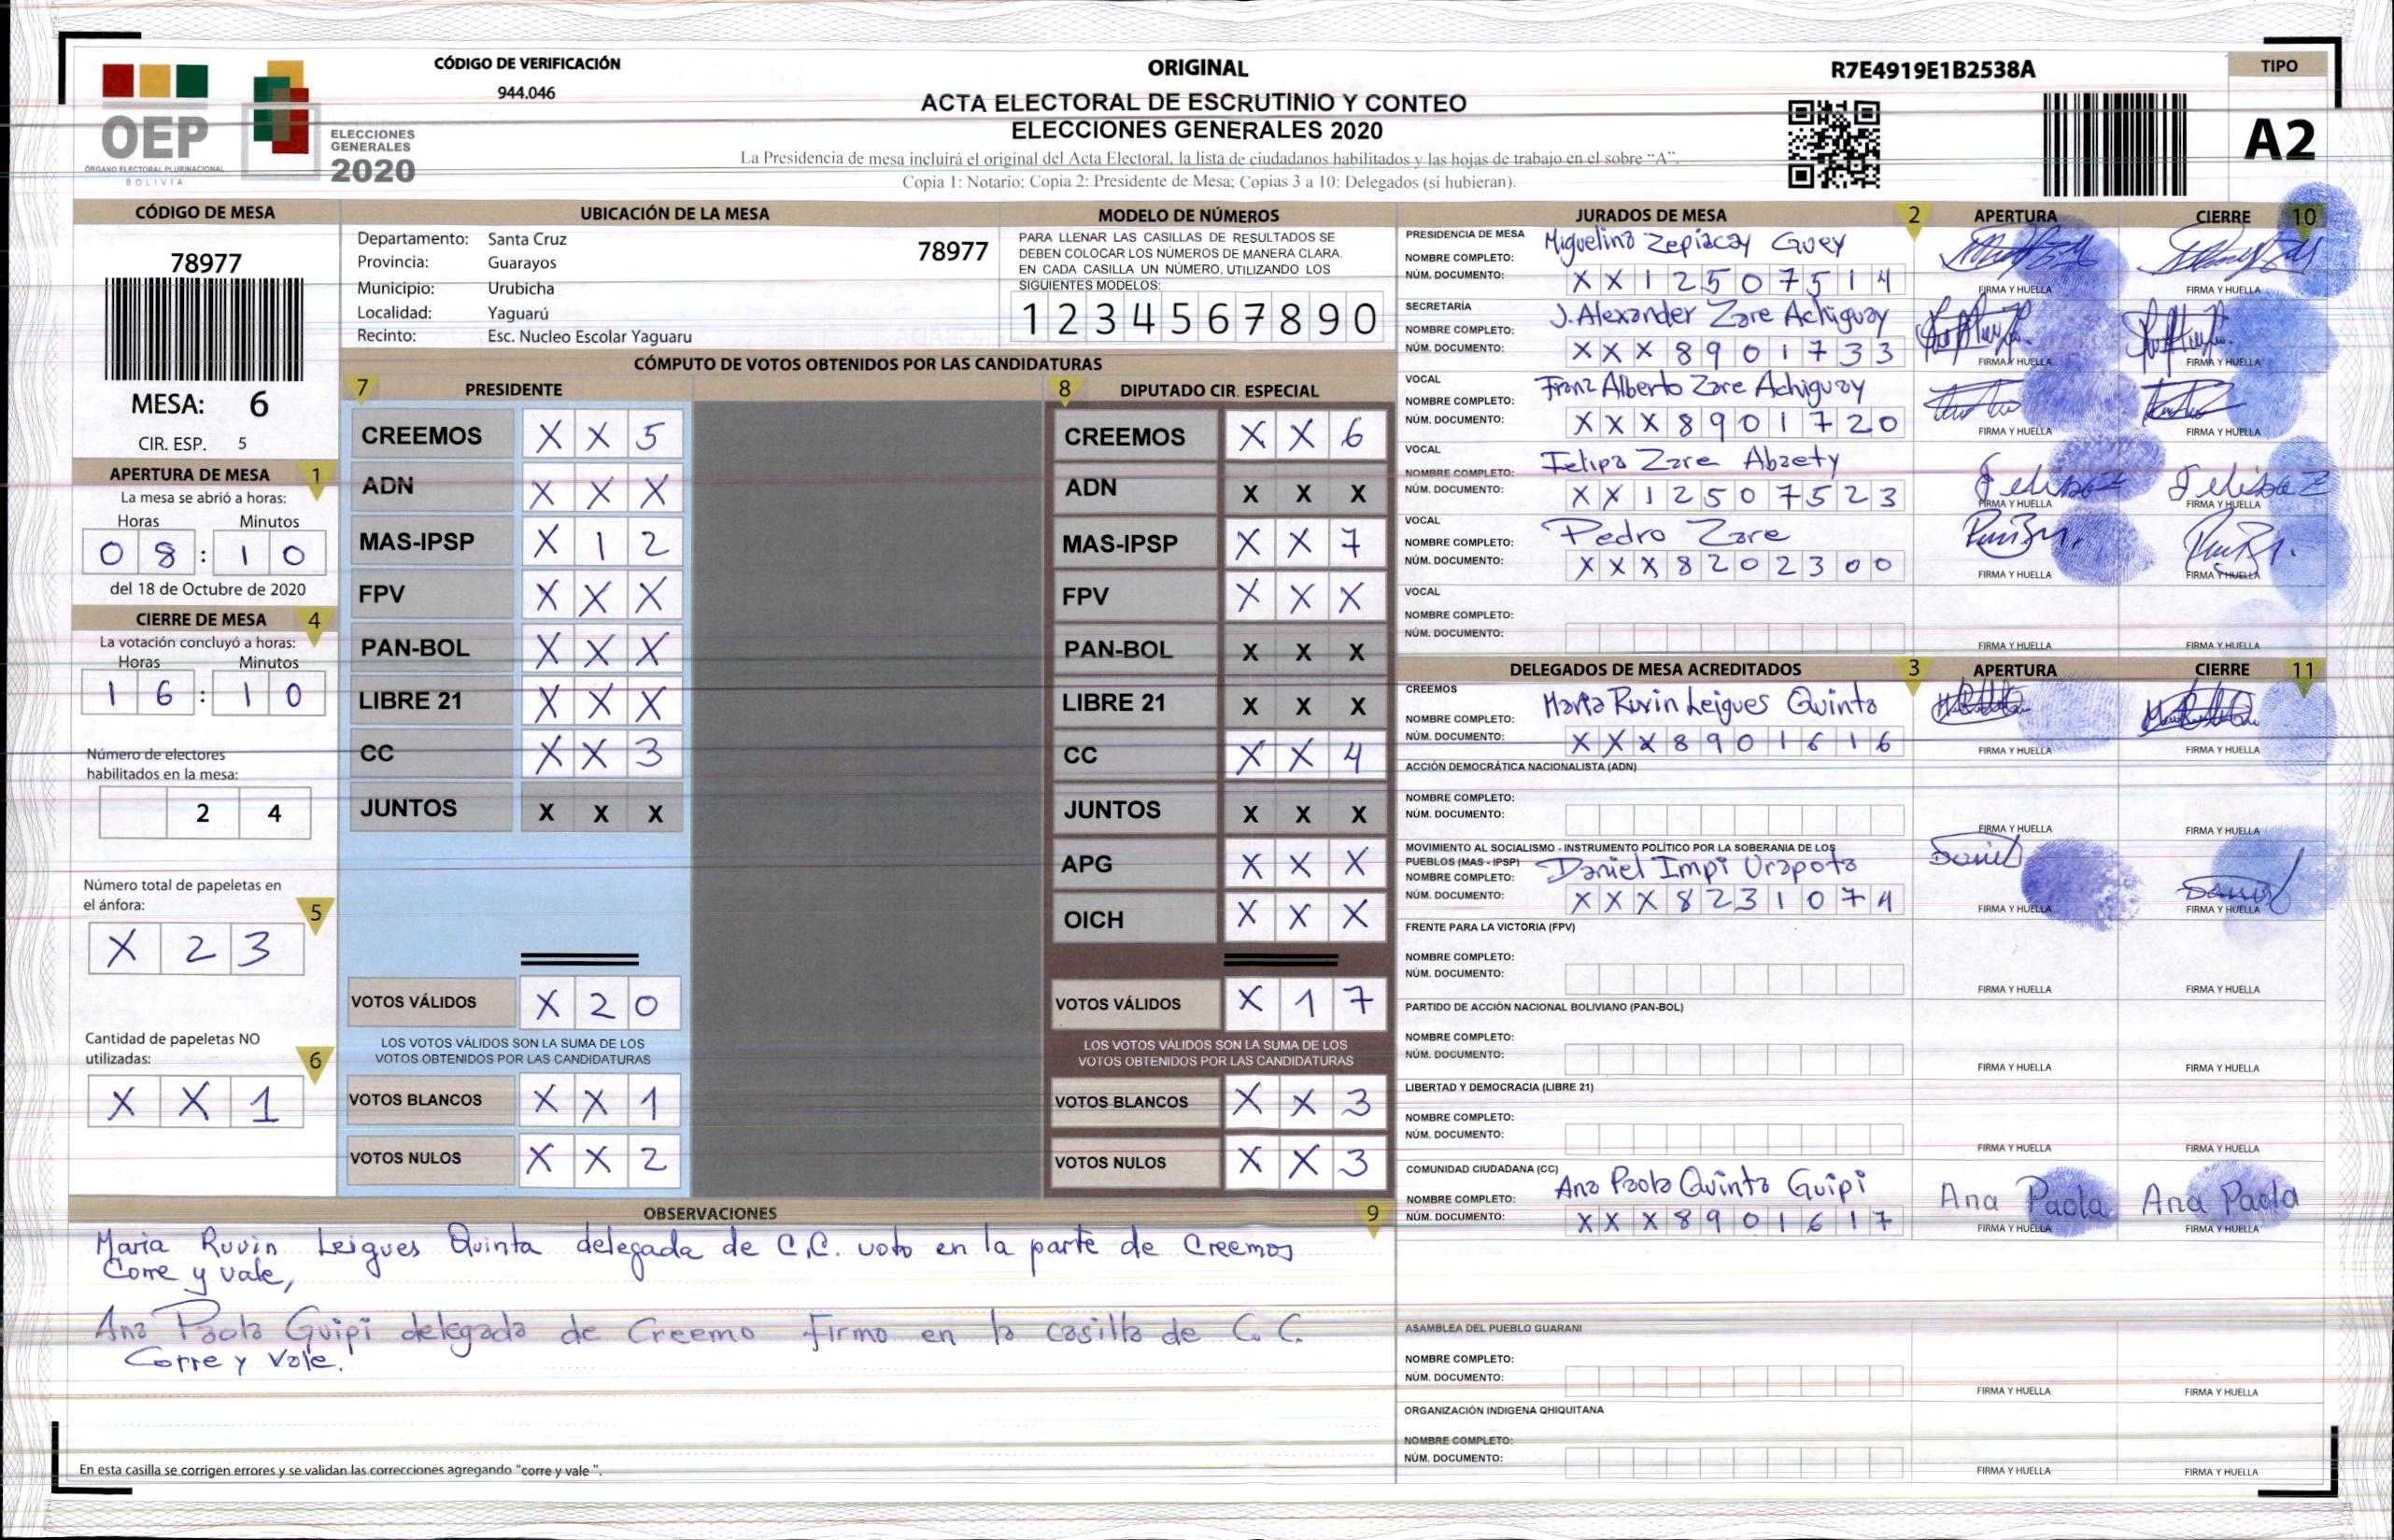 CÓDIGO DE VERIFICACIÓN
944.046
OEP
ÓRGANO ELECTORAL PLURINACIONAL
BOLIVIA
ELECCIONES
GENERALES
2020
ORIGINAL
ACTA ELECTORAL DE ESCRUTINIO Y CONTEO
ELECCIONES GENERALES 2020
La Presidencia de mesa incluirá el original del Acta Electoral, la lista de ciudadanos habilitados y las hojas de trabajo en el sobre "A".
Copia 1: Notario; Copia 2: Presidente de Mesa; Copias 3 a 10: Delegados (si hubieran).
R7E4919E1B2538A
TIPO
A2
CÓDIGO DE MESA
78977
MESA: 6
CIR. ESP. 5
APERTURA DE MESA 1
La mesa se abrió a horas:
Horas Minutos
0 8 : 1 0
del 18 de Octubre de 2020
CIERRE DE MESA 4
La votación concluyó a horas:
Horas Minutos
1 6 : 1 0
Número de electores
habilitados en la mesa:
2 4
Número total de papeletas en
el ánfora: 5
X 2 3
Cantidad de papeletas NO
utilizadas: 6
X X 1
UBICACIÓN DE LA MESA
Departamento: Santa Cruz 78977
Provincia: Guarayos
Municipio: Urubicha
Localidad: Yaguarú
Recinto: Esc. Nucleo Escolar Yaguaru
MODELO DE NÚMEROS
PARA LLENAR LAS CASILLAS DE RESULTADOS SE
DEBEN COLOCAR LOS NÚMEROS DE MANERA CLARA.
EN CADA CASILLA UN NÚMERO, UTILIZANDO LOS
SIGUIENTES MODELOS:
1 2 3 4 5 6 7 8 9 0
CÓMPUTO DE VOTOS OBTENIDOS POR LAS CANDIDATURAS
7 PRESIDENTE
CREEMOS X X 5
ADN X X X
MAS-IPSP X 1 2
FPV X X X
PAN-BOL X X X
LIBRE 21 X X X
CC X X 3
JUNTOS X X X
VOTOS VÁLIDOS X 2 0
LOS VOTOS VÁLIDOS SON LA SUMA DE LOS
VOTOS OBTENIDOS POR LAS CANDIDATURAS
VOTOS BLANCOS X X 1
VOTOS NULOS X X 2
8 DIPUTADO CIR. ESPECIAL
CREEMOS X X 6
ADN X X X
MAS-IPSP X X 7
FPV X X X
PAN-BOL X X X
LIBRE 21 X X X
CC X X 4
JUNTOS X X X
APG X X X
OICH X X X
VOTOS VÁLIDOS X 1 7
LOS VOTOS VÁLIDOS SON LA SUMA DE LOS
VOTOS OBTENIDOS POR LAS CANDIDATURAS
VOTOS BLANCOS X X 3
VOTOS NULOS X X 3
OBSERVACIONES 9
Maria Ruvin Leigues Quinta delegada de C.C. voto en la parte de Creemos
Corre y vale,
Ana Paola Guipi delegada de Creemo Firmo en la casilla de C.C.
Corre y Vale.
En esta casilla se corrigen errores y se validan las correcciones agregando "corre y vale ".
JURADOS DE MESA 2 APERTURA CIERRE 10
PRESIDENCIA DE MESA
NOMBRE COMPLETO: Miguelina Zepiacay Guey
NÚM. DOCUMENTO: X X 1 2 5 0 7 5 1 4
FIRMA Y HUELLA FIRMA Y HUELLA
SECRETARÍA
NOMBRE COMPLETO: J. Alexander Zare Achiguay
NÚM. DOCUMENTO: X X X 8 9 0 1 7 3 3
FIRMA Y HUELLA FIRMA Y HUELLA
VOCAL
NOMBRE COMPLETO: Franz Alberto Zare Achiguay
NÚM. DOCUMENTO: X X X 8 9 0 1 7 2 0
FIRMA Y HUELLA FIRMA Y HUELLA
VOCAL
NOMBRE COMPLETO: Felipa Zare Abaety
NÚM. DOCUMENTO: X X 1 2 5 0 7 5 2 3
FIRMA Y HUELLA FIRMA Y HUELLA
VOCAL
NOMBRE COMPLETO: Pedro Zare
NÚM. DOCUMENTO: X X X 8 2 0 2 3 0 0
FIRMA Y HUELLA FIRMA Y HUELLA
VOCAL
NOMBRE COMPLETO:
NÚM. DOCUMENTO:
FIRMA Y HUELLA FIRMA Y HUELLA
DELEGADOS DE MESA ACREDITADOS 3 APERTURA CIERRE 11
CREEMOS
NOMBRE COMPLETO: Maria Ruvin Leigues Quinta
NÚM. DOCUMENTO: X X X 8 9 0 1 6 1 6
FIRMA Y HUELLA FIRMA Y HUELLA
ACCIÓN DEMOCRÁTICA NACIONALISTA (ADN)
NOMBRE COMPLETO:
NÚM. DOCUMENTO:
FIRMA Y HUELLA FIRMA Y HUELLA
MOVIMIENTO AL SOCIALISMO - INSTRUMENTO POLÍTICO POR LA SOBERANIA DE LOS
PUEBLOS (MAS - IPSP)
NOMBRE COMPLETO: Daniel Impi Urapota
NÚM. DOCUMENTO: X X X 8 2 3 1 0 7 4
Daniel Daniel
FIRMA Y HUELLA FIRMA Y HUELLA
FRENTE PARA LA VICTORIA (FPV)
NOMBRE COMPLETO:
NÚM. DOCUMENTO:
FIRMA Y HUELLA FIRMA Y HUELLA
PARTIDO DE ACCIÓN NACIONAL BOLIVIANO (PAN-BOL)
NOMBRE COMPLETO:
NÚM. DOCUMENTO:
FIRMA Y HUELLA FIRMA Y HUELLA
LIBERTAD Y DEMOCRACIA (LIBRE 21)
NOMBRE COMPLETO:
NÚM. DOCUMENTO:
FIRMA Y HUELLA FIRMA Y HUELLA
COMUNIDAD CIUDADANA (CC)
NOMBRE COMPLETO: Ana Paola Quinta Guipi
NÚM. DOCUMENTO: X X X 8 9 0 1 6 1 7
Ana Paola Ana Paola
FIRMA Y HUELLA FIRMA Y HUELLA
ASAMBLEA DEL PUEBLO GUARANI
NOMBRE COMPLETO:
NÚM. DOCUMENTO:
FIRMA Y HUELLA FIRMA Y HUELLA
ORGANIZACIÓN INDIGENA QHIQUITANA
NOMBRE COMPLETO:
NÚM. DOCUMENTO:
FIRMA Y HUELLA FIRMA Y HUELLA